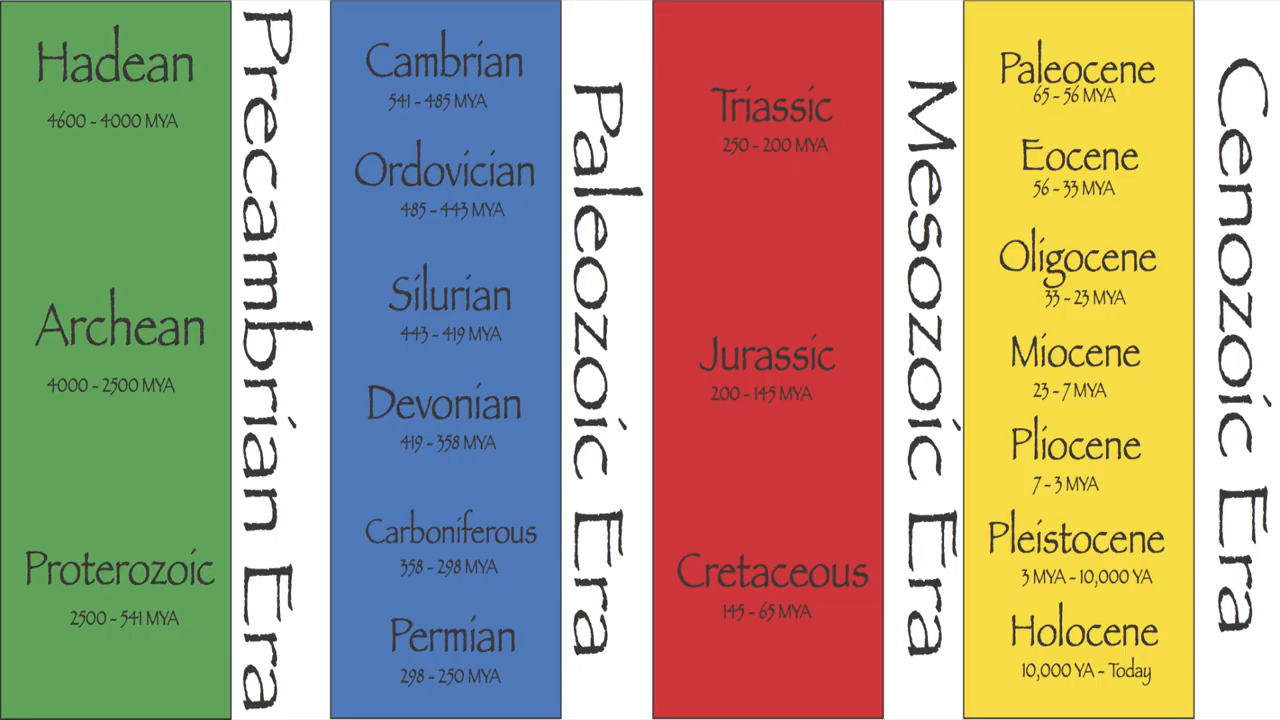 Hadean
4600 - 4000 MYA
Archean
4000 - 2500 MYA
Proterozoic
2500 - 541 MYA
Precambrian Era
Cambrian
541 - 485 MYA
Ordovician
485 - 443 MYA
Silurian
443 - 419 MYA
Devonian
419 - 358 MYA
Carboniferous
358 - 298 MYA
Permian
298 - 250 MYA
Paleozoic Era
Triassic
250 - 200 MYA
Jurassic
200 - 145 MYA
Cretaceous
145 - 65 MYA
Mesozoic Era
Paleocene
65 - 56 MYA
Eocene
56 - 33 MYA
Oligocene
33 - 23 MYA
Miocene
23 - 7 MYA
Pliocene
7 - 3 MYA
Pleistocene
3 MYA - 10,000 YA
Holocene
10,000 YA - Today
Cenozoic Era